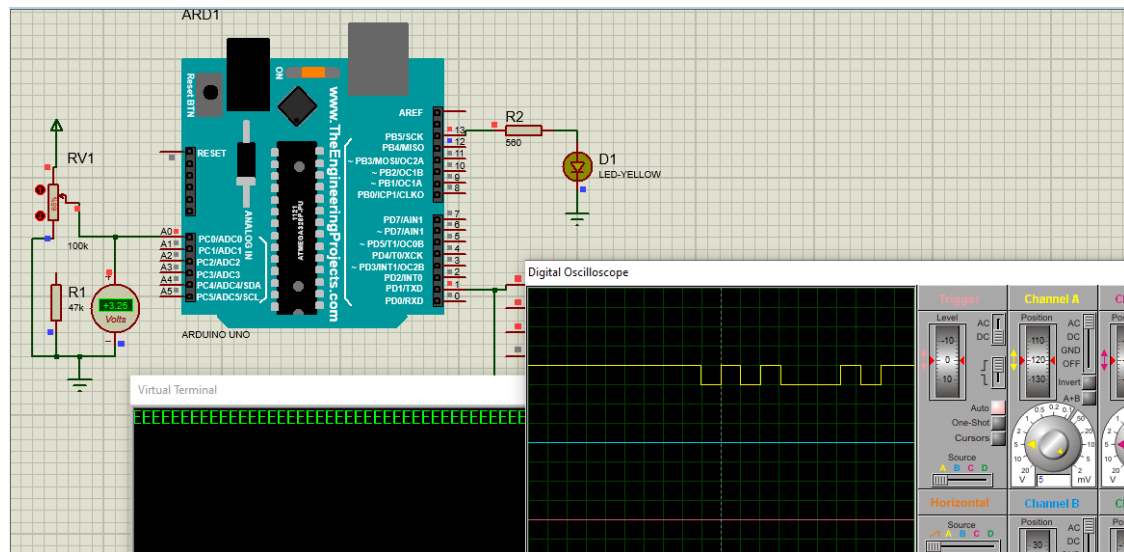 ARD1
ON
Reset BTN
www.TheEngineeringProjects.com
AREF
PB5/SCK
13
PB4/MISO
12
~ PB3/MOSI/OC2A
11
~ PB2/OC1B
10
~ PB1/OC1A
9
PB0/ICP1/CLKO
8
RESET
1121
ATMEGA328P-PU
ANALOG IN
A0
PC0/ADC0
A1
PC1/ADC1
A2
PC2/ADC2
A3
PC3/ADC3
A4
PC4/ADC4/SDA
A5
PC5/ADC5/SCL
PD7/AIN1
7
~ PD7/AIN1
6
~ PD5/T1/OC0B
5
PD4/T0/XCK
4
~ PD3/INT1/OC2B
3
PD2/INT0
2
PD1/TXD
1
PD0/RXD
0
ARDUINO UNO
R2
560
D1
LED-YELLOW
RV1
65%
100k
R1
47k
+3.25
Volts
Virtual Terminal
Digital Oscilloscope
Trigger
Level
-10
0
10
AC
DC
Auto
One-Shot
Cursors
Source
A B C D
Channel A
Position
110
-120
-130
AC
DC
GND
OFF
Invert
A+B
0.5 0.2 0.1
1
2
5
10
20
V
5
50
20
10
5
2
mV
Horizontal
Source
A B C D
Channel B
Position
30
AC
DC